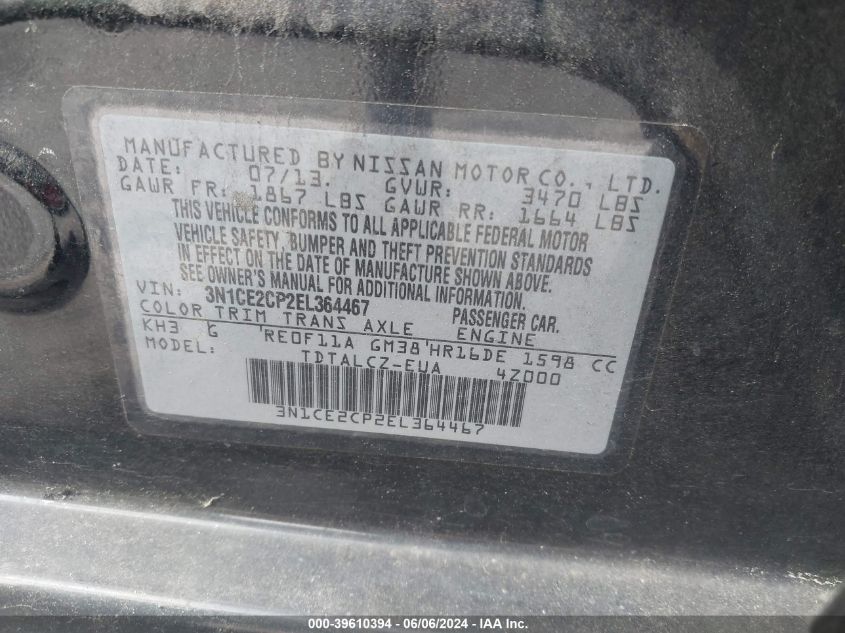 MANUFACTURED BY NISSAN MOTOR CO., LTD.
DATE: 07/13. GVWR: 3470 LBS
GAWR FR: 1867 LBS GAWR RR: 1664 LBS
THIS VEHICLE CONFORMS TO ALL APPLICABLE FEDERAL MOTOR
VEHICLE SAFETY, BUMPER AND THEFT PREVENTION STANDARDS
IN EFFECT ON THE DATE OF MANUFACTURE SHOWN ABOVE.
SEE OWNER'S MANUAL FOR ADDITIONAL INFORMATION.
VIN: 3N1CE2CP2EL364467 PASSENGER CAR.
COLOR TRIM TRANS AXLE ENGINE
KH3 G 'RE0F11A GM38'HR16DE 1598 CC
MODEL: TDTALCZ-EUA 4Z000
3N1CE2CP2EL364467
000-39610394 - 06/06/2024 - IAA Inc.